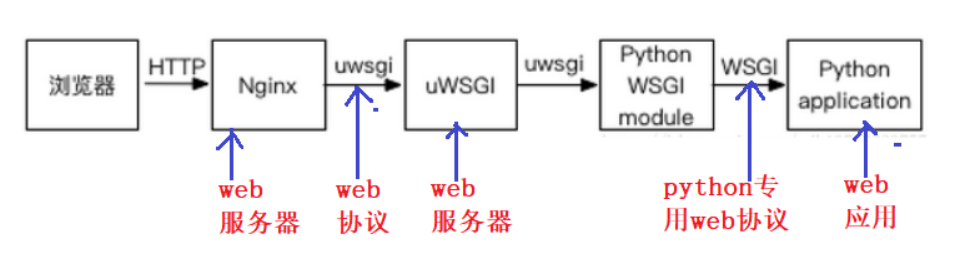 浏览器
HTTP
Nginx
uwsgi
uWSGI
uwsgi
Python
WSGI
module
WSGI
Python
application
web
服务器
web
协议
web
服务器
python专
用web协议
web
应用